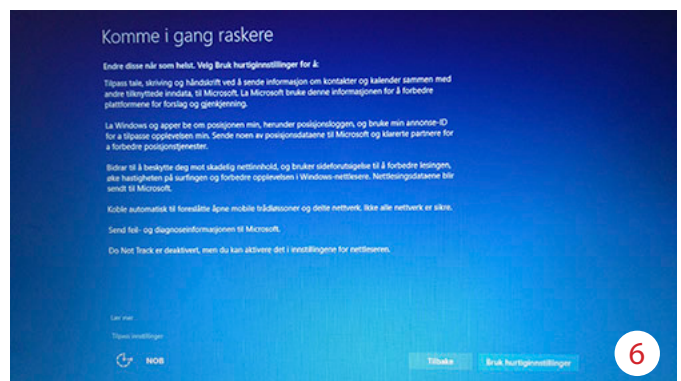 Komme i gang raskere
Endre disse når som helst. Velg Bruk hurtiginnstillinger for å:
Tilpass tale, skriving og håndskrift ved å sende informasjon om kontakter og kalender sammen med
andre tilknyttede inndata, til Microsoft. La Microsoft bruke denne informasjonen for å forbedre
plattformene for forslag og gjenkjenning.
La Windows og apper be om posisjonen min, herunder posisjonsloggen, og bruke min annonse-ID
for a tilpasse opplevelsen min. Sende noen av posisjonsdataene til Microsoft og klarerte partnere for
a forbedre posisjonstjenester.
Bidrar til å beskytte deg mot skadelig nettinnhold, og bruker sideforutsigelse til å forbedre lesingen,
øke hastigheten på surfingen og forbedre opplevelsen i Windows-nettlesere. Nettlesingsdataene blir
sendt til Microsoft.
Koble automatisk til foreslåtte åpne mobile trådløssoner og delte nettverk. Ikke alle nettverk er sikre.
Send feil- og diagnoseinformasjonen til Microsoft.
Do Not Track er deaktivert, men du kan aktivere det i innstillingene for nettleseren.
Lær mer
Tilpass innstillinger
NOB
Tilbake
Bruk hurtiginnstillinger
6